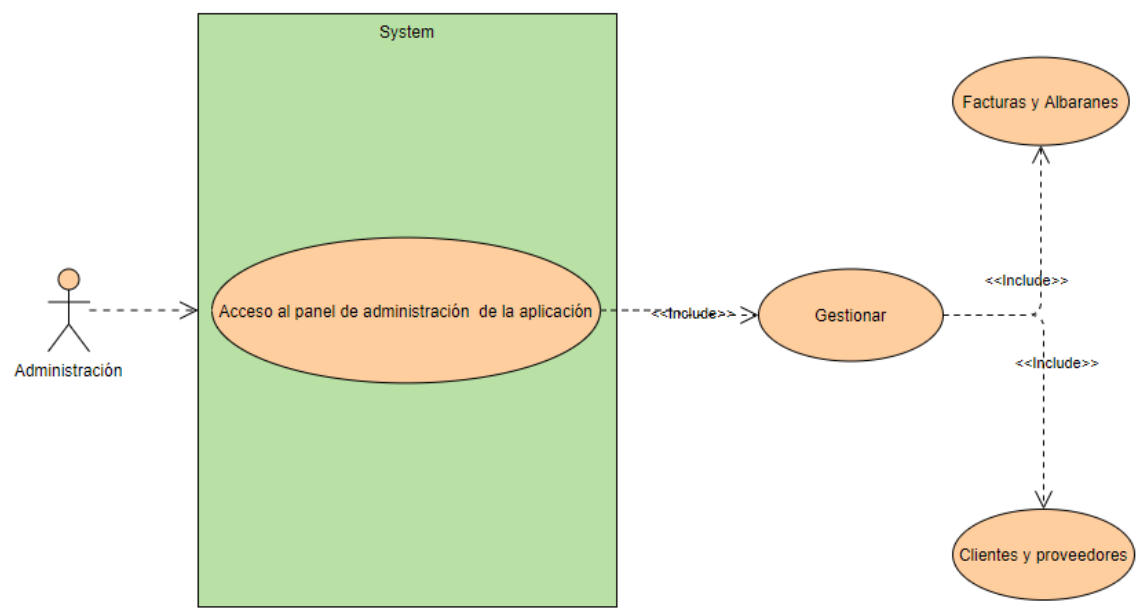 System
Facturas y Albaranes
<<Include>>
Acceso al panel de administración de la aplicación
<<Include>>
Gestionar
Administración
<<Include>>
Clientes y proveedores